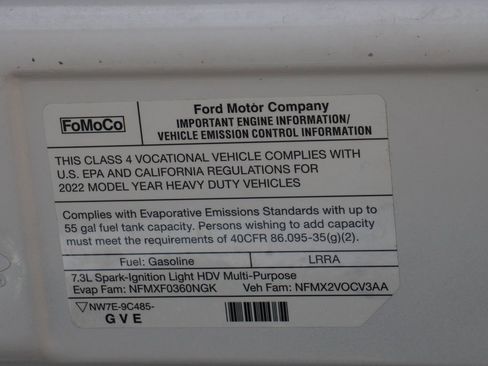 FoMoCo
Ford Motor Company
IMPORTANT ENGINE INFORMATION/
VEHICLE EMISSION CONTROL INFORMATION
THIS CLASS 4 VOCATIONAL VEHICLE COMPLIES WITH
U.S. EPA AND CALIFORNIA REGULATIONS FOR
2022 MODEL YEAR HEAVY DUTY VEHICLES
Complies with Evaporative Emissions Standards with up to
55 gal fuel tank capacity. Persons wishing to add capacity
must meet the requirements of 40CFR 86.095-35(g)(2).
Fuel: Gasoline LRRA
7.3L Spark-Ignition Light HDV Multi-Purpose
Evap Fam: NFMXF0360NGK Veh Fam: NFMX2VOCV3AA
NW7E-9C485-
G V E